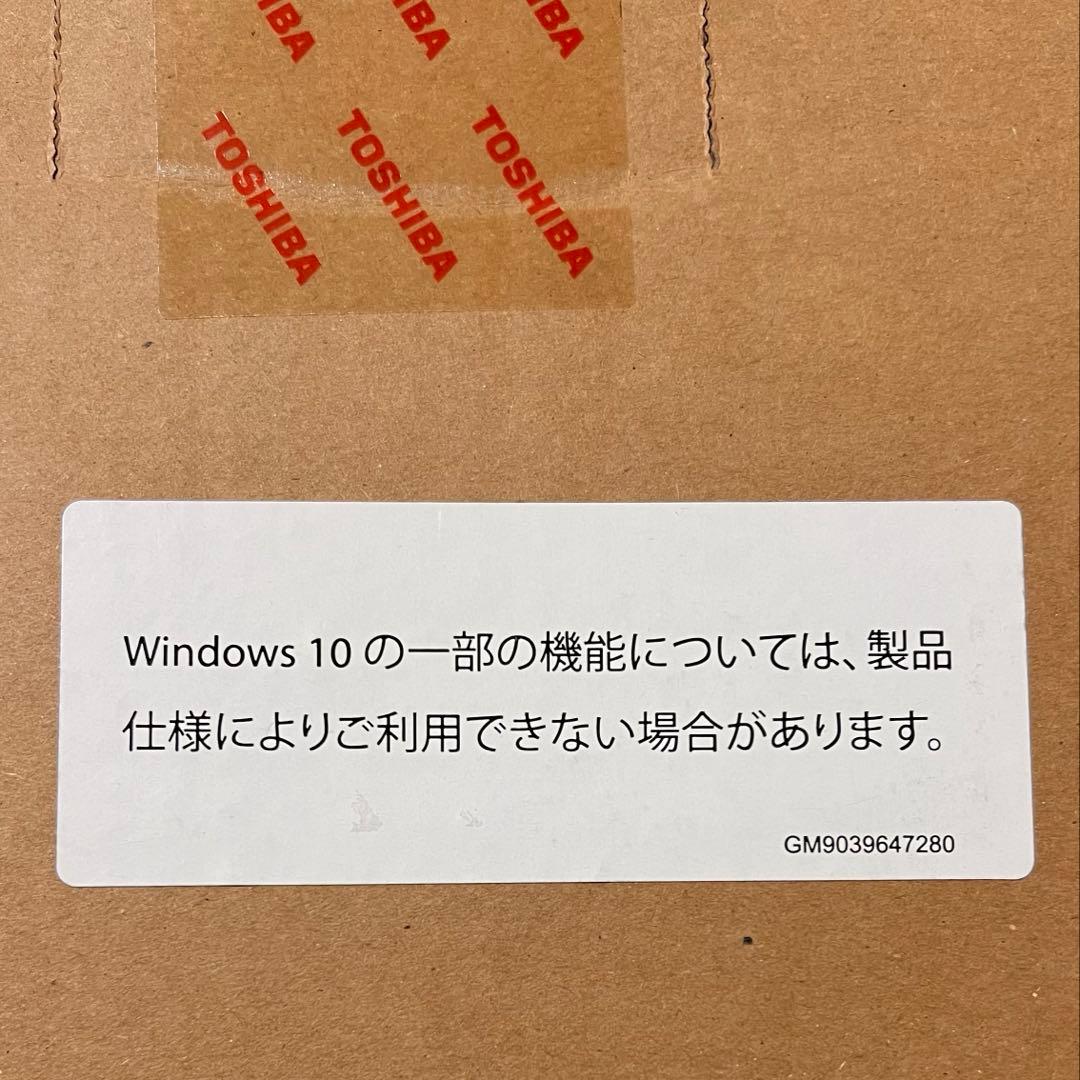 TOSHIBA TOSHIBA TOSHIBA
Windows 10 の一部の機能については、製品
仕様によりご利用できない場合があります。
GM9039647280